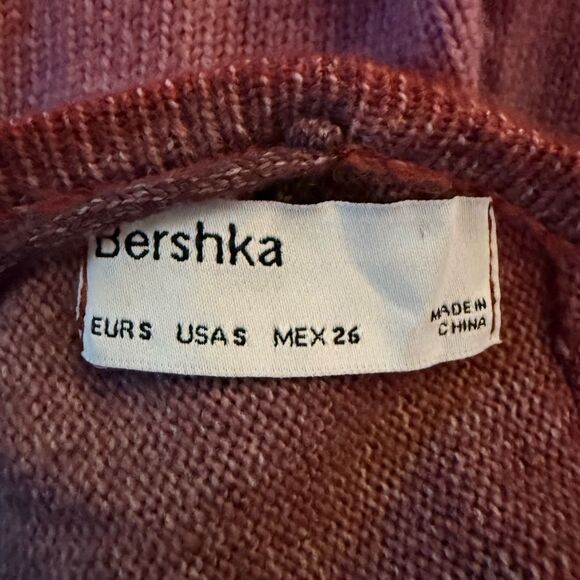 Bershka
EUR S USA S MEX 26
MADE IN
CHINA